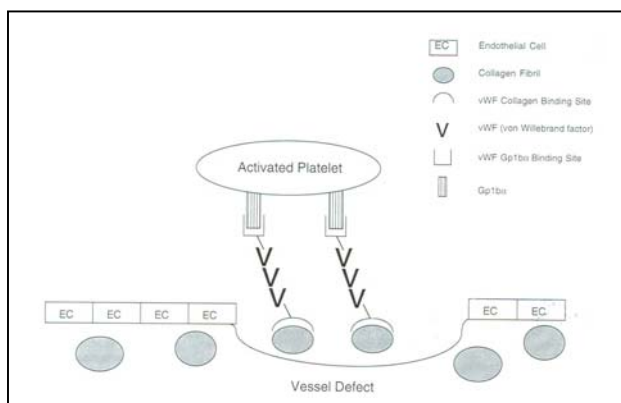 EC Endothelial Cell
Collagen Fibril
vWF Collagen Binding Site
V vWF (von Willebrand factor)
vWF Gp1bα Binding Site
Gp1bα
Activated Platelet
V V
V V
V V
EC EC EC EC EC EC
Vessel Defect